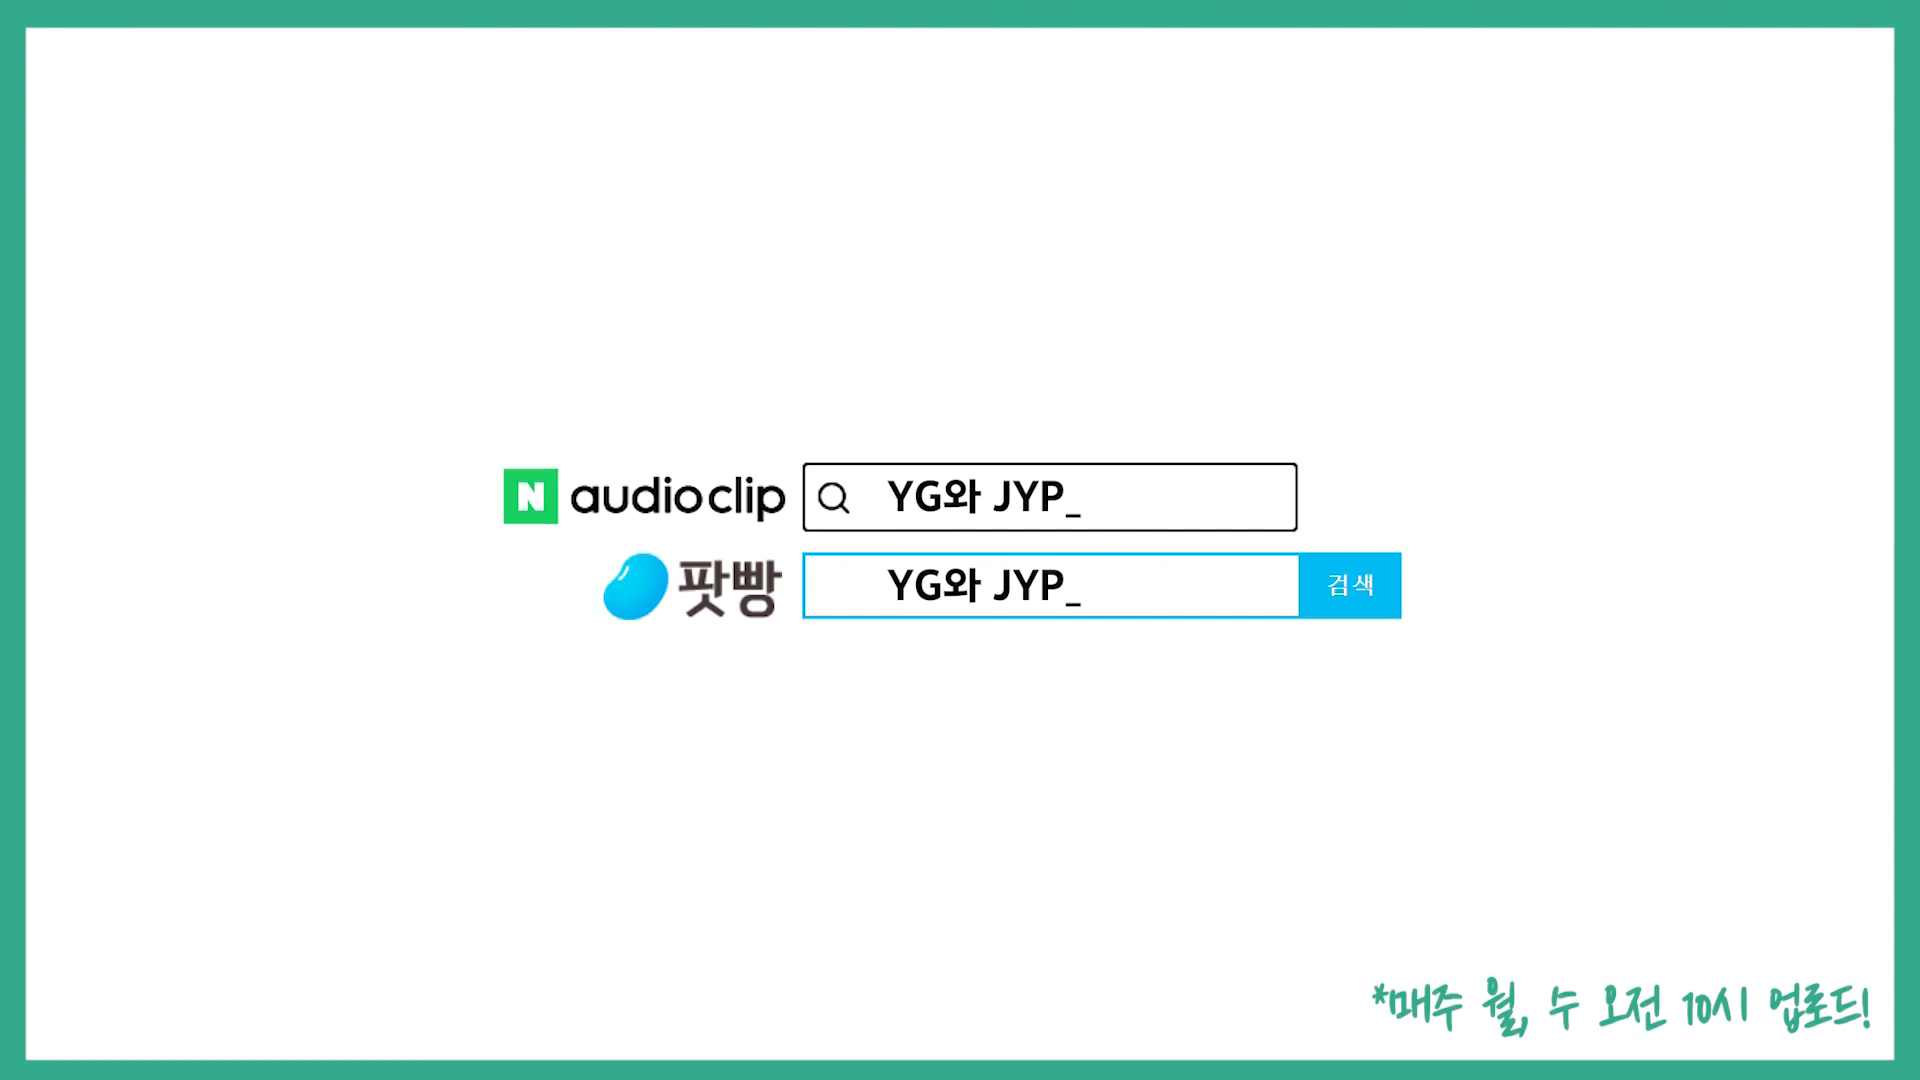 N audioclip YG와 JYP_
팟빵 YG와 JYP_ 검색
*매주 월, 수 오전 10시 업로드!